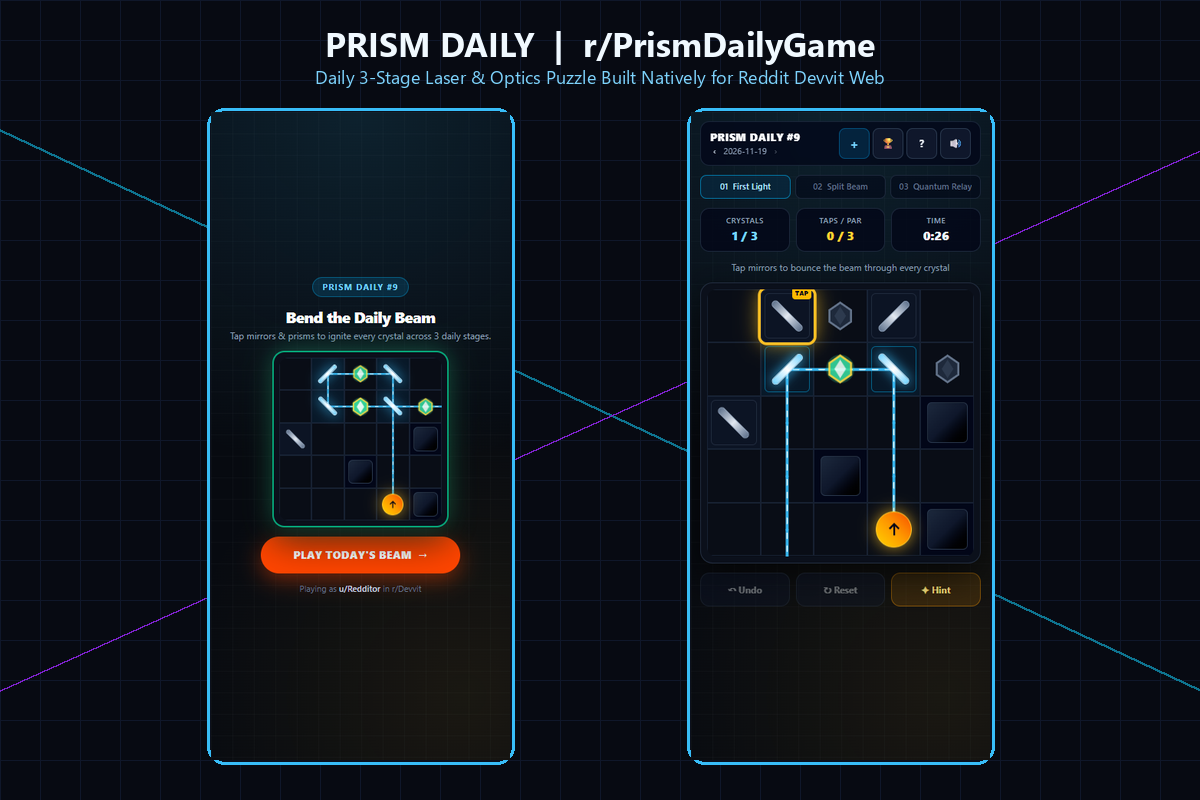 PRISM DAILY | r/PrismDailyGame
Daily 3-Stage Laser & Optics Puzzle Built Natively for Reddit Devvit Web
PRISM DAILY #9
Bend the Daily Beam
Tap mirrors & prisms to ignite every crystal across 3 daily stages.
PLAY TODAY'S BEAM →
Playing as u/Redditor in r/Devvit
PRISM DAILY #9
‹ 2026-11-19 ›
+ ?
01 First Light 02 Split Beam 03 Quantum Relay
CRYSTALS TAPS / PAR TIME
1 / 3 0 / 3 0:26
Tap mirrors to bounce the beam through every crystal
TAP
↶ Undo ↻ Reset ✦ Hint